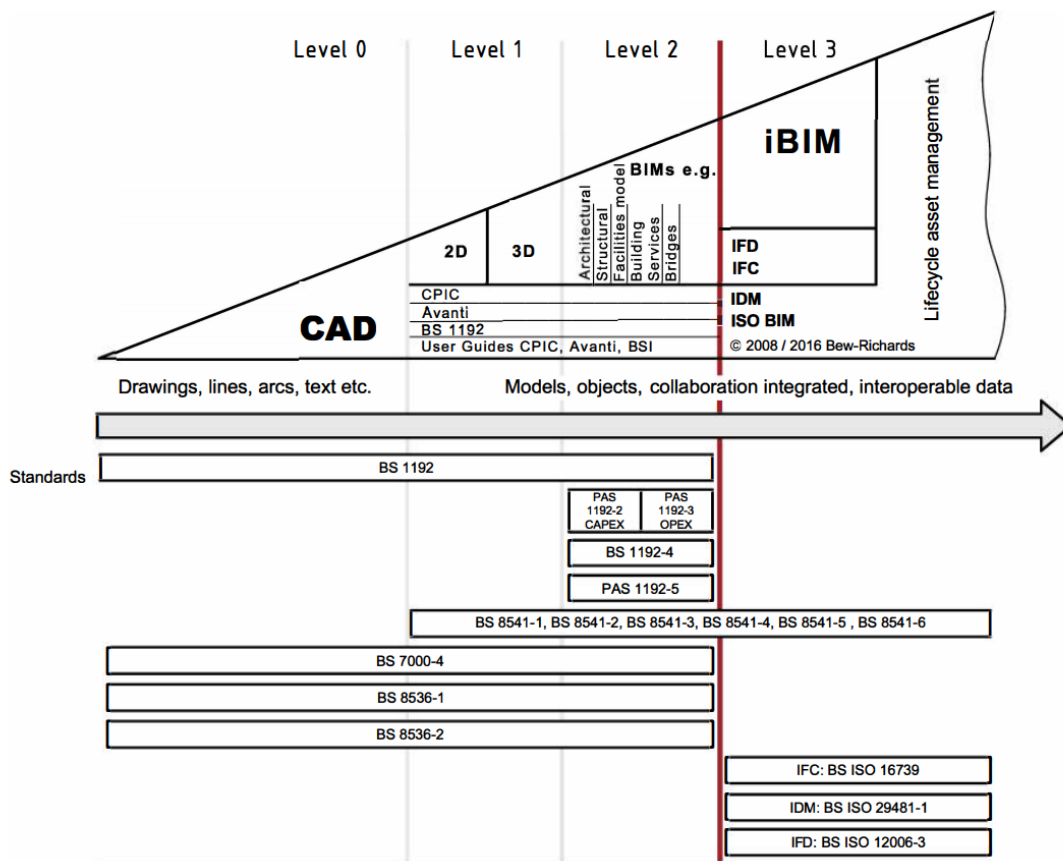 Level 0
Level 1
Level 2
Level 3
iBIM
BIMs e.g.
2D
3D
Architectural
Structural
Facilities model
Building
Services
Bridges
IFD
IFC
Lifecycle asset management
CAD
CPIC
Avanti
BS 1192
User Guides CPIC, Avanti, BSI
IDM
ISO BIM
© 2008 / 2016 Bew-Richards
Drawings, lines, arcs, text etc.
Models, objects, collaboration integrated, interoperable data
Standards
BS 1192
PAS
1192-2
CAPEX
PAS
1192-3
OPEX
BS 1192-4
PAS 1192-5
BS 8541-1, BS 8541-2, BS 8541-3, BS 8541-4, BS 8541-5 , BS 8541-6
BS 7000-4
BS 8536-1
BS 8536-2
IFC: BS ISO 16739
IDM: BS ISO 29481-1
IFD: BS ISO 12006-3